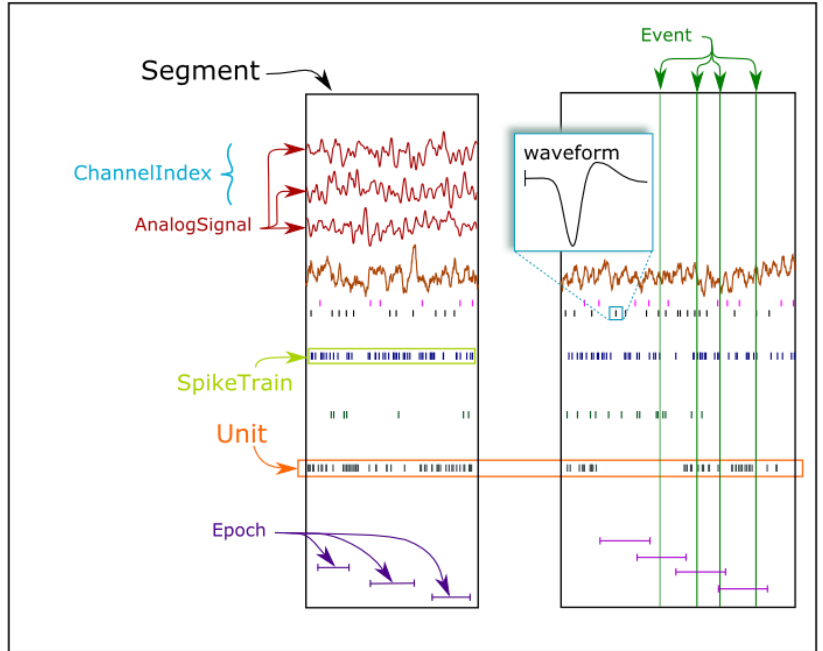 Event
Segment
waveform
ChannelIndex
AnalogSignal
SpikeTrain
Unit
Epoch